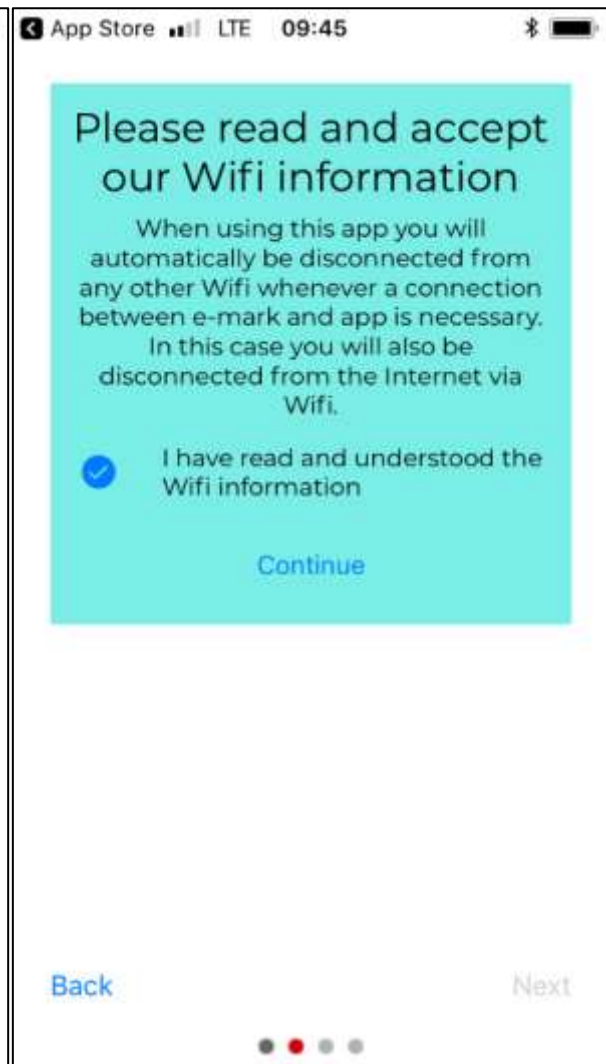 App Store LTE 09:45
Please read and accept
our Wifi information
When using this app you will
automatically be disconnected from
any other Wifi whenever a connection
between e-mark and app is necessary.
In this case you will also be
disconnected from the Internet via
Wifi.
I have read and understood the
Wifi information
Continue
Back Next